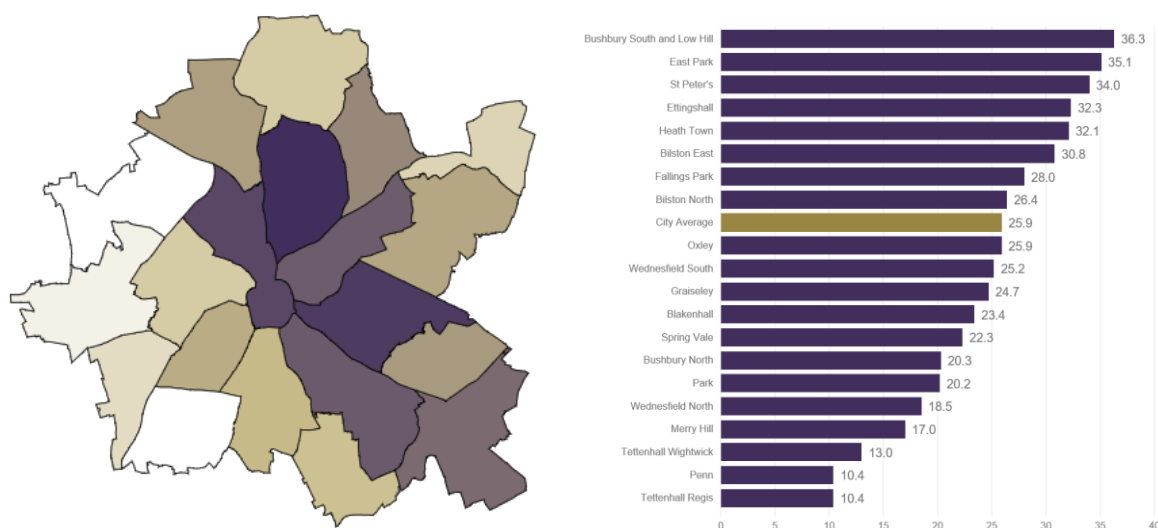 Bushbury South and Low Hill 36.3
East Park 35.1
St Peter's 34.0
Ettingshall 32.3
Heath Town 32.1
Bilston East 30.8
Fallings Park 28.0
Bilston North 26.4
City Average 25.9
Oxley 25.9
Wednesfield South 25.2
Graiseley 24.7
Blakenhall 23.4
Spring Vale 22.3
Bushbury North 20.3
Park 20.2
Wednesfield North 18.5
Merry Hill 17.0
Tettenhall Wightwick 13.0
Penn 10.4
Tettenhall Regis 10.4
0 5 10 15 20 25 30 35 40